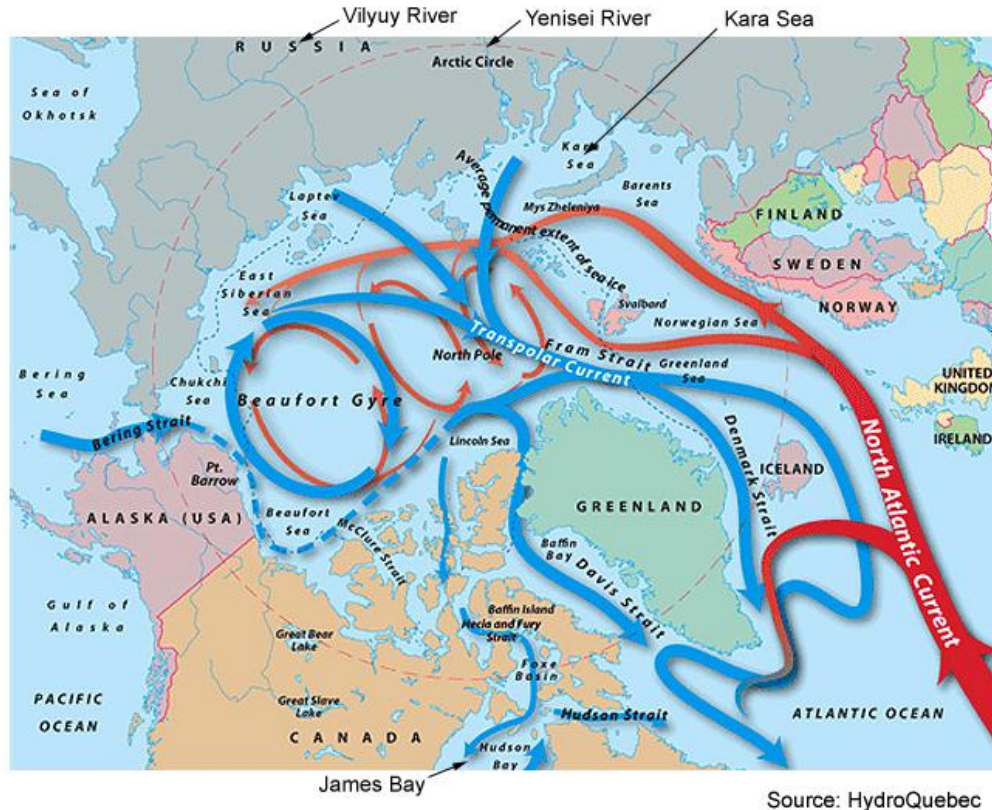 Vilyuy River
Yenisei River
Kara Sea
RUSSIA
Arctic Circle
Sea of
Okhotsk
Kara
Sea
Average permanent extent of sea ice
Laptev
Sea
Mys Zheleniya
Barents
Sea
FINLAND
SWEDEN
NORWAY
East
Siberian
Sea
Svalbard
Norwegian Sea
Transpolar Current
Fram Strait
Greenland
Sea
North Pole
Bering
Sea
Chukchi
Sea
Beaufort Gyre
UNITED
KINGDOM
IRELAND
Bering Strait
Lincoln Sea
Denmark Strait
ICELAND
North Atlantic Current
Pt.
Barrow
ALASKA (USA)
Beaufort
Sea
McClure Strait
GREENLAND
Baffin
Bay
Davis Strait
Gulf of
Alaska
Great Bear
Lake
Baffin Island
Hecla and Fury
Strait
Foxe
Basin
PACIFIC
OCEAN
Great Slave
Lake
ATLANTIC OCEAN
CANADA
Hudson Strait
Hudson
Bay
James Bay
Source: HydroQuebec